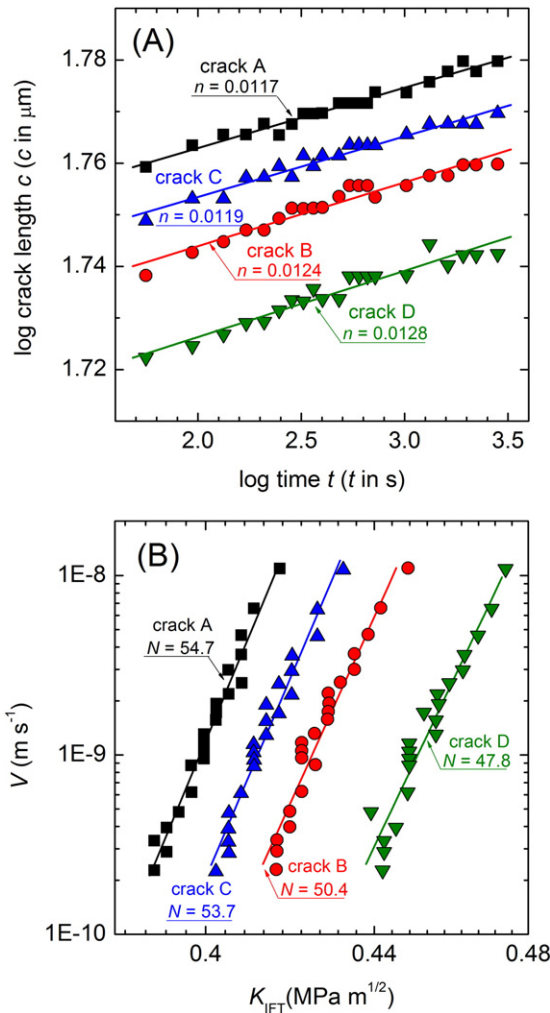 (A)
1.78
crack A
n = 0.0117
1.76
crack C
n = 0.0119
crack B
n = 0.0124
1.74
crack D
n = 0.0128
1.72
log crack length c (c in μm)
2.0 2.5 3.0 3.5
log time t (t in s)
(B)
1E-8
crack A
N = 54.7
1E-9
crack D
N = 47.8
crack C
N = 53.7
crack B
N = 50.4
1E-10
V (m s-1)
0.4 0.44 0.48
KIFT(MPa m1/2)